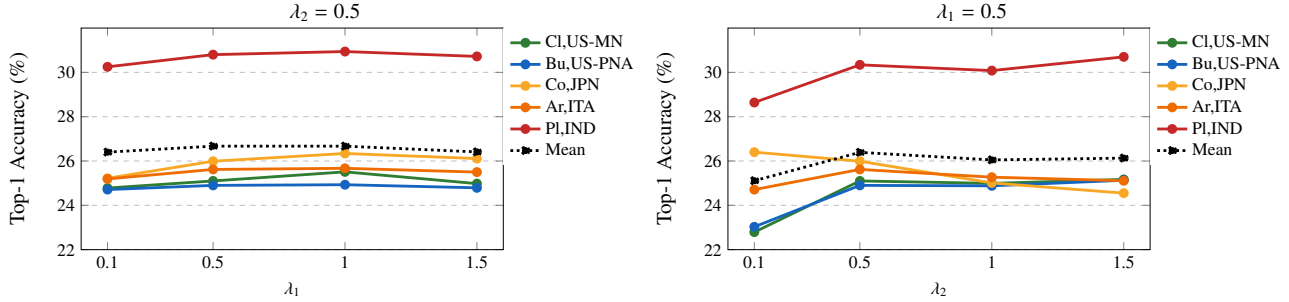 λ₂ = 0.5
Top-1 Accuracy (%)
30
28
26
24
22
0.1 0.5 1 1.5
λ₁
Cl,US-MN
Bu,US-PNA
Co,JPN
Ar,ITA
Pl,IND
Mean
λ₁ = 0.5
Top-1 Accuracy (%)
30
28
26
24
22
0.1 0.5 1 1.5
λ₂
Cl,US-MN
Bu,US-PNA
Co,JPN
Ar,ITA
Pl,IND
Mean